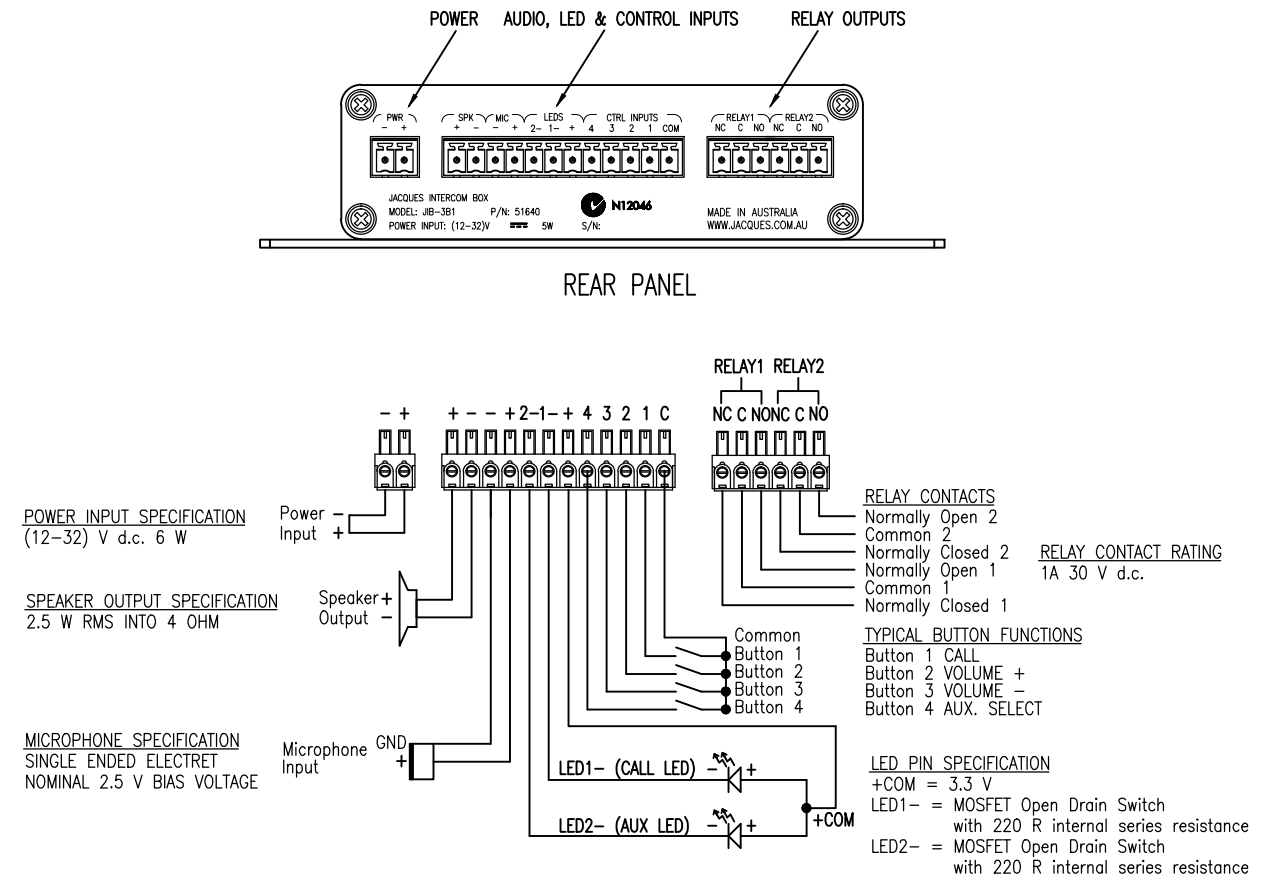 POWER AUDIO, LED & CONTROL INPUTS RELAY OUTPUTS
PWR SPK MIC LEDS CTRL INPUTS RELAY1 RELAY2
- + + - - + 2- 1- + 4 3 2 1 COM NC C NO NC C NO
JACQUES INTERCOM BOX
MODEL: JIB-3B1 P/N: 51640
POWER INPUT: (12-32)V 5W S/N:
N12046
MADE IN AUSTRALIA
WWW.JACQUES.COM.AU
REAR PANEL
RELAY1 RELAY2
- + + - - + 2- 1- + 4 3 2 1 C NC C NO NC C NO
POWER INPUT SPECIFICATION
(12-32) V d.c. 6 W
Power -
Input +
SPEAKER OUTPUT SPECIFICATION
2.5 W RMS INTO 4 OHM
Speaker +
Output -
MICROPHONE SPECIFICATION
SINGLE ENDED ELECTRET
NOMINAL 2.5 V BIAS VOLTAGE
Microphone GND
Input +
RELAY CONTACTS
Normally Open 2
Common 2
Normally Closed 2
Normally Open 1
Common 1
Normally Closed 1
RELAY CONTACT RATING
1A 30 V d.c.
Common
Button 1
Button 2
Button 3
Button 4
TYPICAL BUTTON FUNCTIONS
Button 1 CALL
Button 2 VOLUME +
Button 3 VOLUME -
Button 4 AUX. SELECT
LED1- (CALL LED) - +
LED2- (AUX LED) - +
+COM
LED PIN SPECIFICATION
+COM = 3.3 V
LED1- = MOSFET Open Drain Switch
with 220 R internal series resistance
LED2- = MOSFET Open Drain Switch
with 220 R internal series resistance